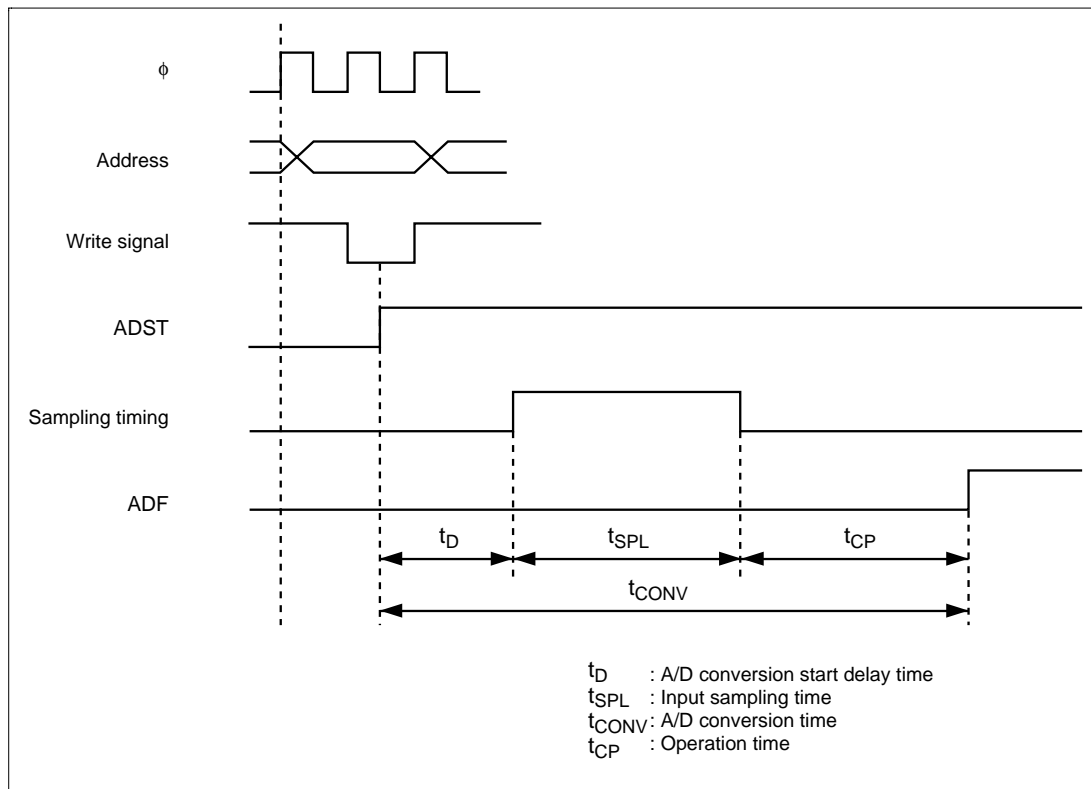 ϕ
Address
Write signal
ADST
Sampling timing
ADF
tD tSPL tCP
tCONV
tD : A/D conversion start delay time
tSPL : Input sampling time
tCONV : A/D conversion time
tCP : Operation time